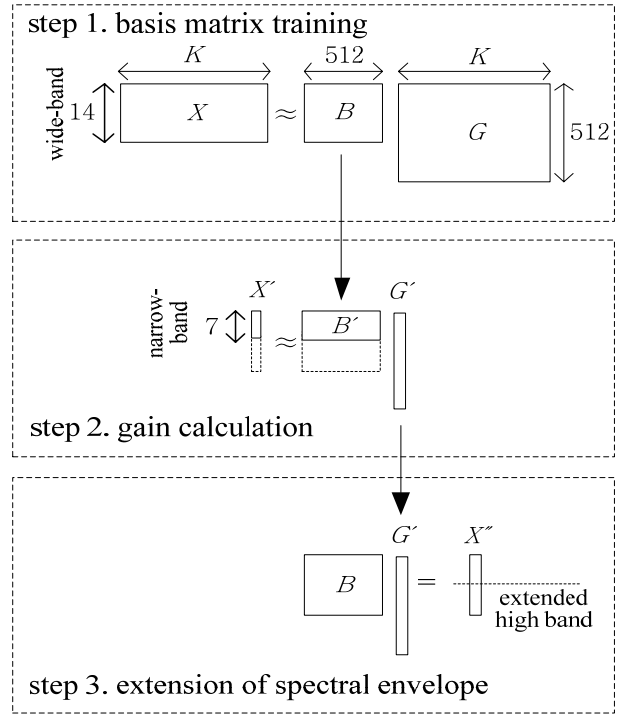 step 1. basis matrix training
K 512 K
wide-band 14 X ≈ B G 512
X′ G′
narrow-
band
7 ≈ B′
step 2. gain calculation
G′ X″
B =
extended
high band
step 3. extension of spectral envelope